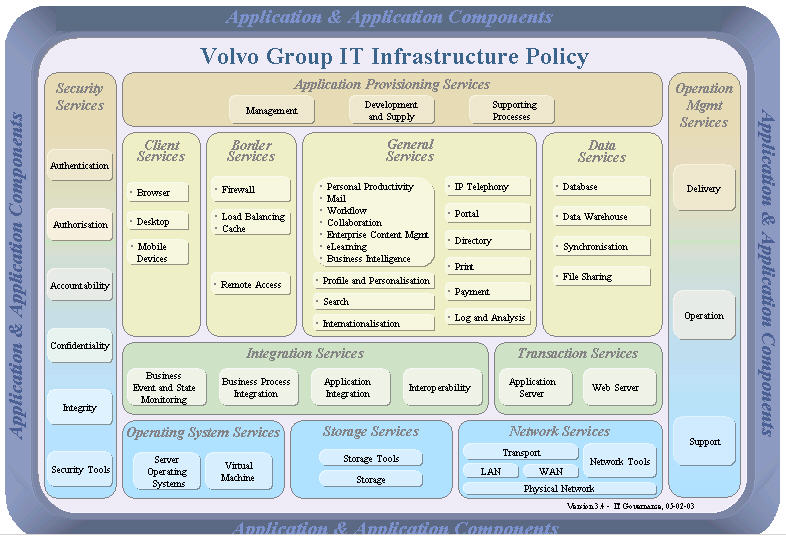 Application & Application Components
Application & Application Components
Application & Application Components
Volvo Group IT Infrastructure Policy
Security
Services
Authentication
Authorisation
Accountability
Confidentiality
Integrity
Security Tools
Application Provisioning Services
Management
Development
and Supply
Supporting
Processes
Client
Services
· Browser
· Desktop
· Mobile
Devices
Border
Services
· Firewall
· Load Balancing
· Cache
· Remote Access
General
Services
· Personal Productivity
· Mail
· Workflow
· Collaboration
· Enterprise Content Mgmt
· eLearning
· Business Intelligence
· Profile and Personalisation
· Search
· Internationalisation
· IP Telephony
· Portal
· Directory
· Print
· Payment
· Log and Analysis
Data
Services
· Database
· Data Warehouse
· Synchronisation
· File Sharing
Integration Services
Business
Event and State
Monitoring
Business Process
Integration
Application
Integration
Interoperability
Transaction Services
Application
Server
Web Server
Operating System Services
Server
Operating
Systems
Virtual
Machine
Storage Services
Storage Tools
Storage
Network Services
Transport
LAN
WAN
Network Tools
Physical Network
Operation
Mgmt
Services
Delivery
Operation
Support
Version 3.4 - IT Governance, 05-02-03
Application & Application Components